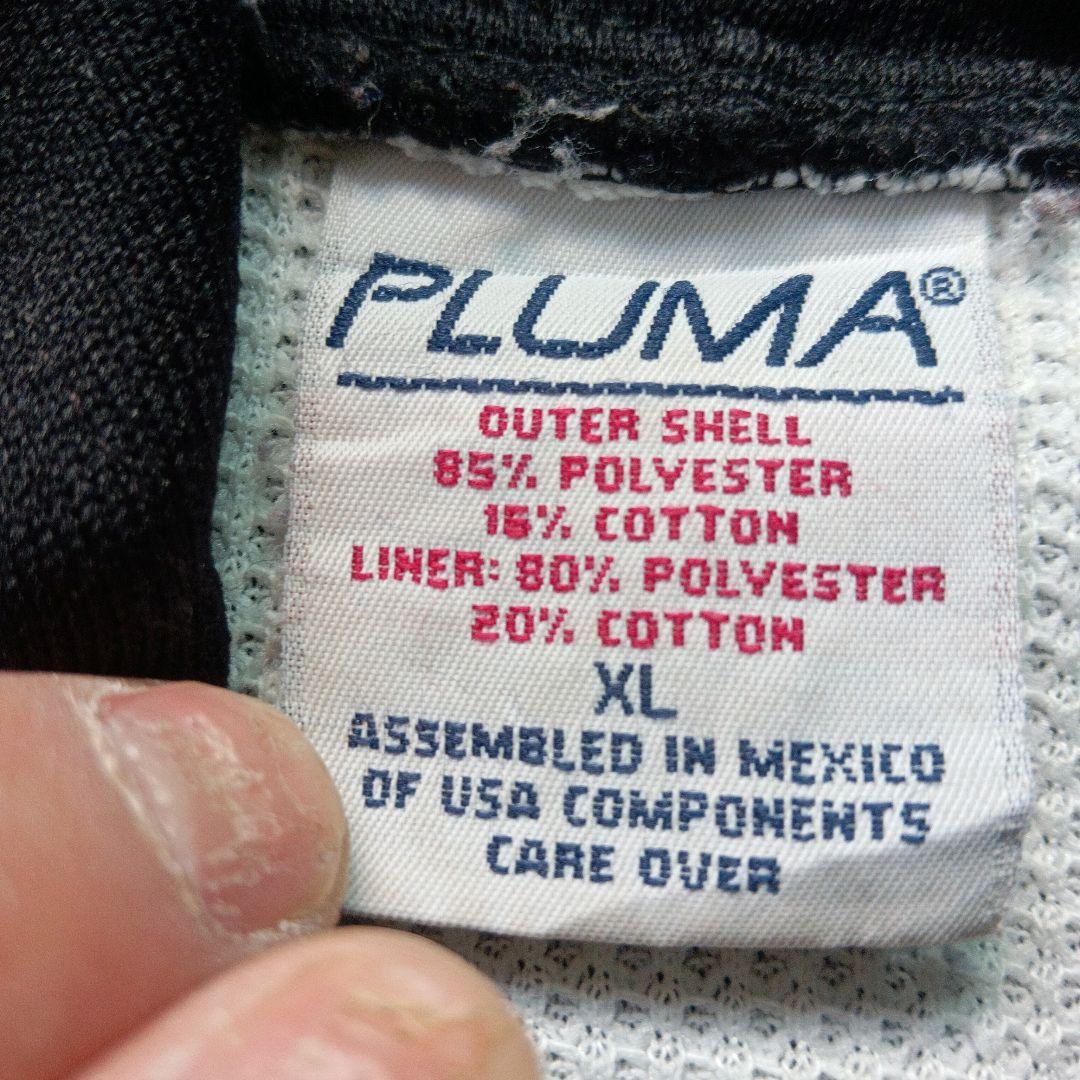 PLUMA®
OUTER SHELL
85% POLYESTER
15% COTTON
LINER: 80% POLYESTER
20% COTTON
XL
ASSEMBLED IN MEXICO
OF USA COMPONENTS
CARE OVER